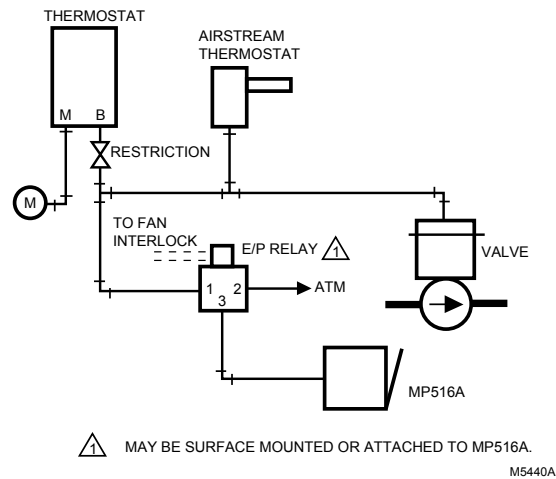 THERMOSTAT
AIRSTREAM
THERMOSTAT
M B
RESTRICTION
M
TO FAN
INTERLOCK
E/P RELAY 1
VALVE
1 2
3
ATM
MP516A
1 MAY BE SURFACE MOUNTED OR ATTACHED TO MP516A.
M5440A